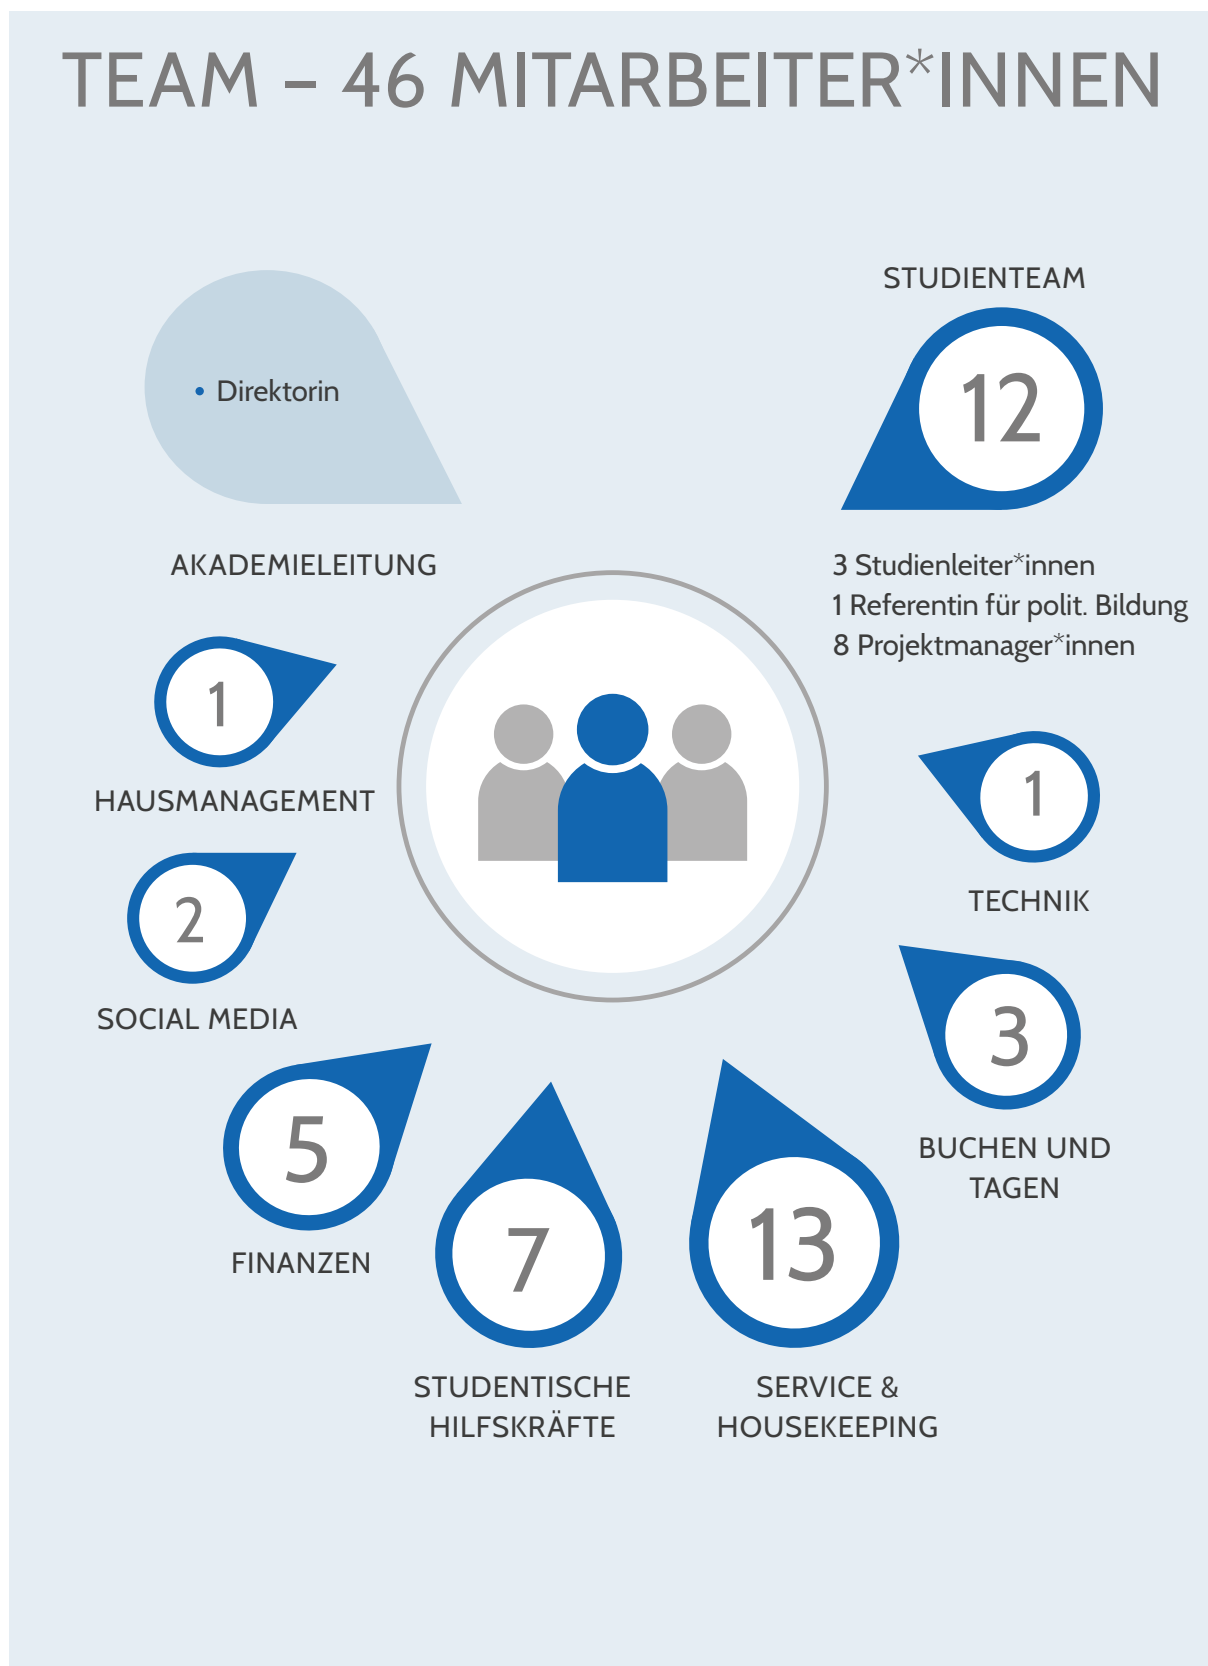 TEAM – 46 MITARBEITER*INNEN
• Direktorin
AKADEMIELEITUNG
STUDIENTEAM
12
3 Studienleiter*innen
1 Referentin für polit. Bildung
8 Projektmanager*innen
1
HAUSMANAGEMENT
1
TECHNIK
2
SOCIAL MEDIA
3
BUCHEN UND
TAGEN
5
FINANZEN
7
STUDENTISCHE
HILFSKRÄFTE
13
SERVICE &
HOUSEKEEPING